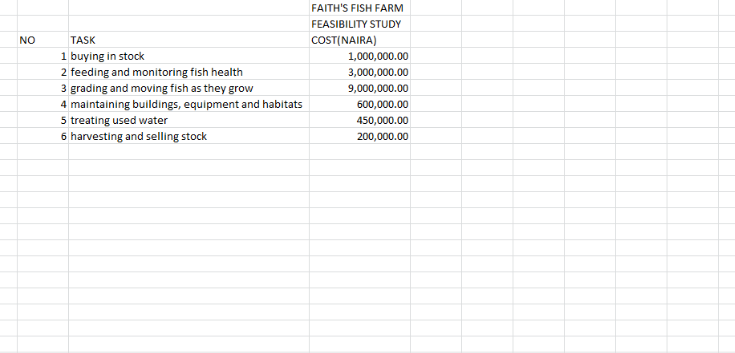 FAITH'S FISH FARM
FEASIBILITY STUDY
NO TASK COST(NAIRA)
1 buying in stock 1,000,000.00
2 feeding and monitoring fish health 3,000,000.00
3 grading and moving fish as they grow 9,000,000.00
4 maintaining buildings, equipment and habitats 600,000.00
5 treating used water 450,000.00
6 harvesting and selling stock 200,000.00